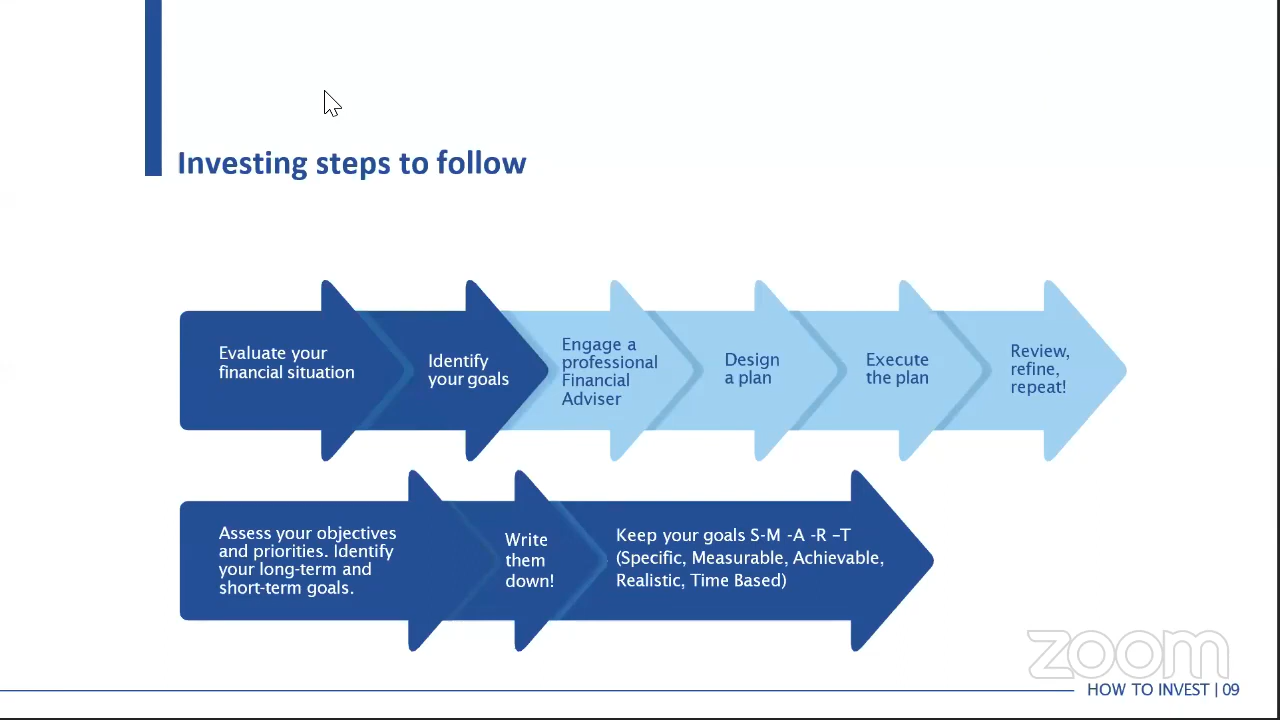 Investing steps to follow
Evaluate your
financial situation
Identify
your goals
Engage a
professional
Financial
Adviser
Design
a plan
Execute
the plan
Review,
refine,
repeat!
Assess your objectives
and priorities. Identify
your long-term and
short-term goals.
Write
them
down!
Keep your goals S-M -A -R –T
(Specific, Measurable, Achievable,
Realistic, Time Based)
zoom
HOW TO INVEST | 09